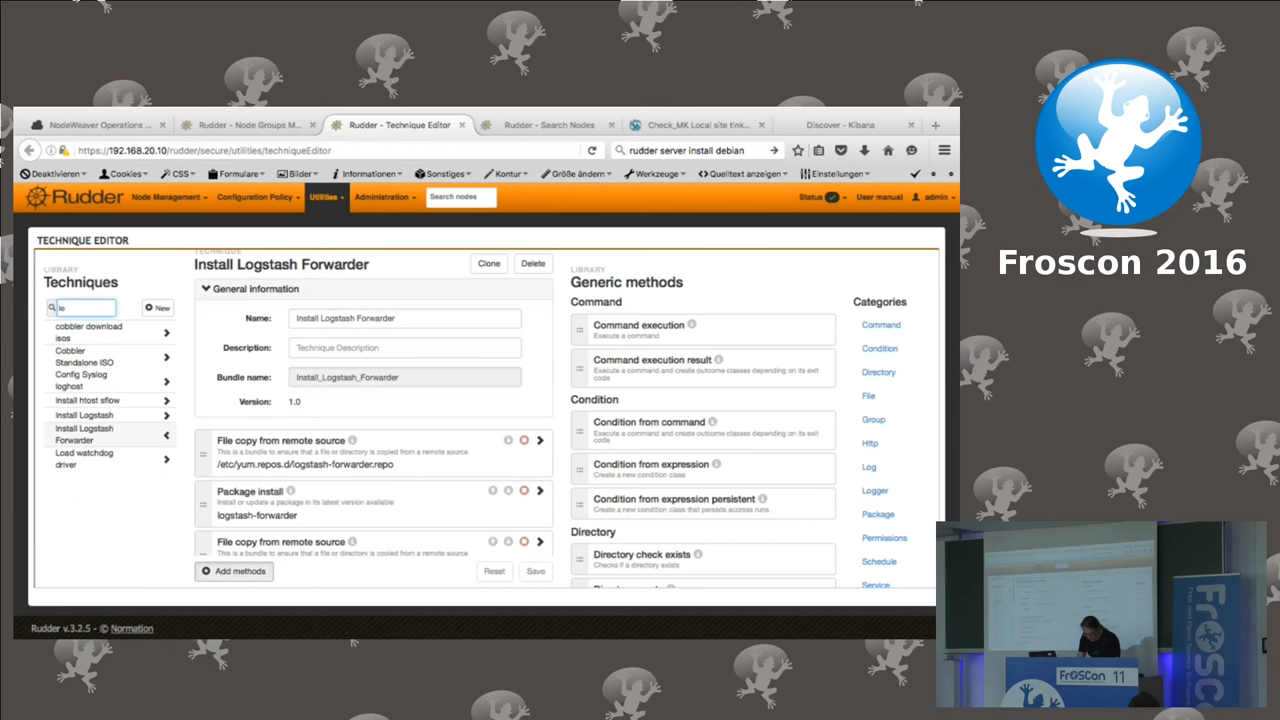 NodeWeaver Operations ...
Rudder - Node Groups M...
Rudder - Technique Editor
Rudder - Search Nodes
Check_MK Local site tink...
Discover - Kibana
https://192.168.20.10/rudder/secure/utilities/techniqueEditor
rudder server install debian
Deaktivieren
Cookies
CSS
Formulare
Bilder
Informationen
Sonstiges
Kontur
Größe ändern
Werkzeuge
Quelltext anzeigen
Einstellungen
Rudder
Node Management
Configuration Policy
Utilities
Administration
Search nodes
Status
User manual
admin
TECHNIQUE EDITOR
LIBRARY
Techniques
New
cobbler download
isos
Cobbler
Standalone ISO
Config Syslog
loghost
Install htost sflow
Install Logstash
Install Logstash
Forwarder
Load watchdog
driver
TECHNIQUE
Install Logstash Forwarder
Clone
Delete
General information
Name:
Install Logstash Forwarder
Description:
Technique Description
Bundle name:
Install_Logstash_Forwarder
Version:
1.0
File copy from remote source
This is a bundle to ensure that a file or directory is copied from a remote source
/etc/yum.repos.d/logstash-forwarder.repo
Package install
Install or update a package in its latest version available
logstash-forwarder
File copy from remote source
This is a bundle to ensure that a file or directory is copied from a remote source
Add methods
Reset
Save
LIBRARY
Generic methods
Command
Command execution
Execute a command
Command execution result
Execute a command and create outcome classes depending on its exit
code
Condition
Condition from command
Execute a command and create outcome classes depending on its exit
code
Condition from expression
Create a new condition class
Condition from expression persistent
Create a new condition class that persists accross runs
Directory
Directory check exists
Checks if a directory exists
Categories
Command
Condition
Directory
File
Group
Http
Log
Logger
Package
Permissions
Schedule
Service
Rudder v.3.2.5 - © Normation
Froscon 2016
FrOSCon 11
FrOSC